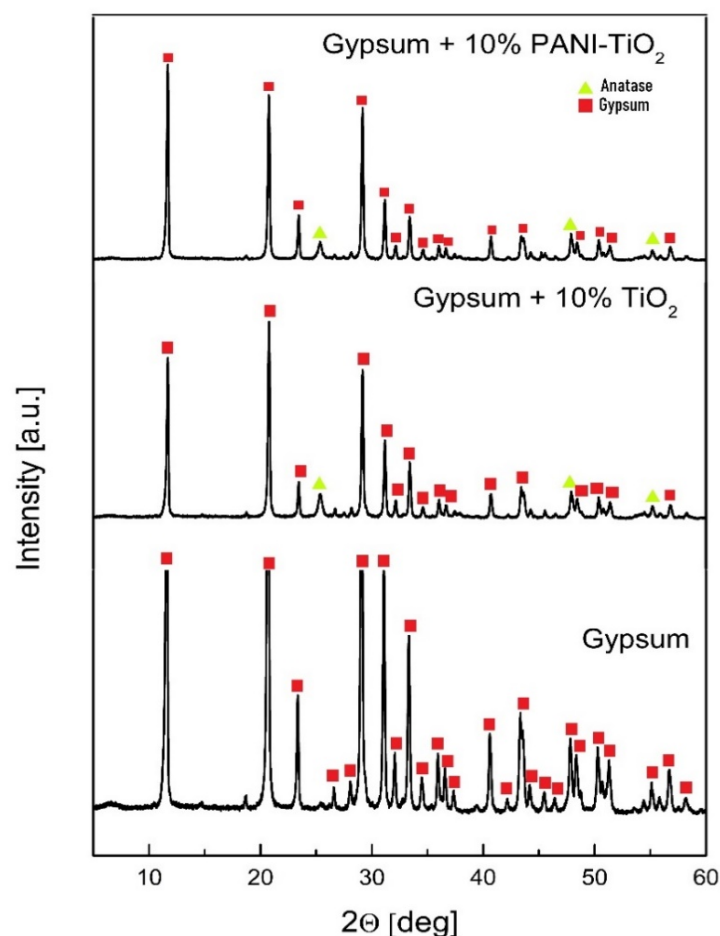 Gypsum + 10% PANI-TiO₂
Anatase
Gypsum
Gypsum + 10% TiO₂
Gypsum
Intensity [a.u.]
10 20 30 40 50 60
2Θ [deg]